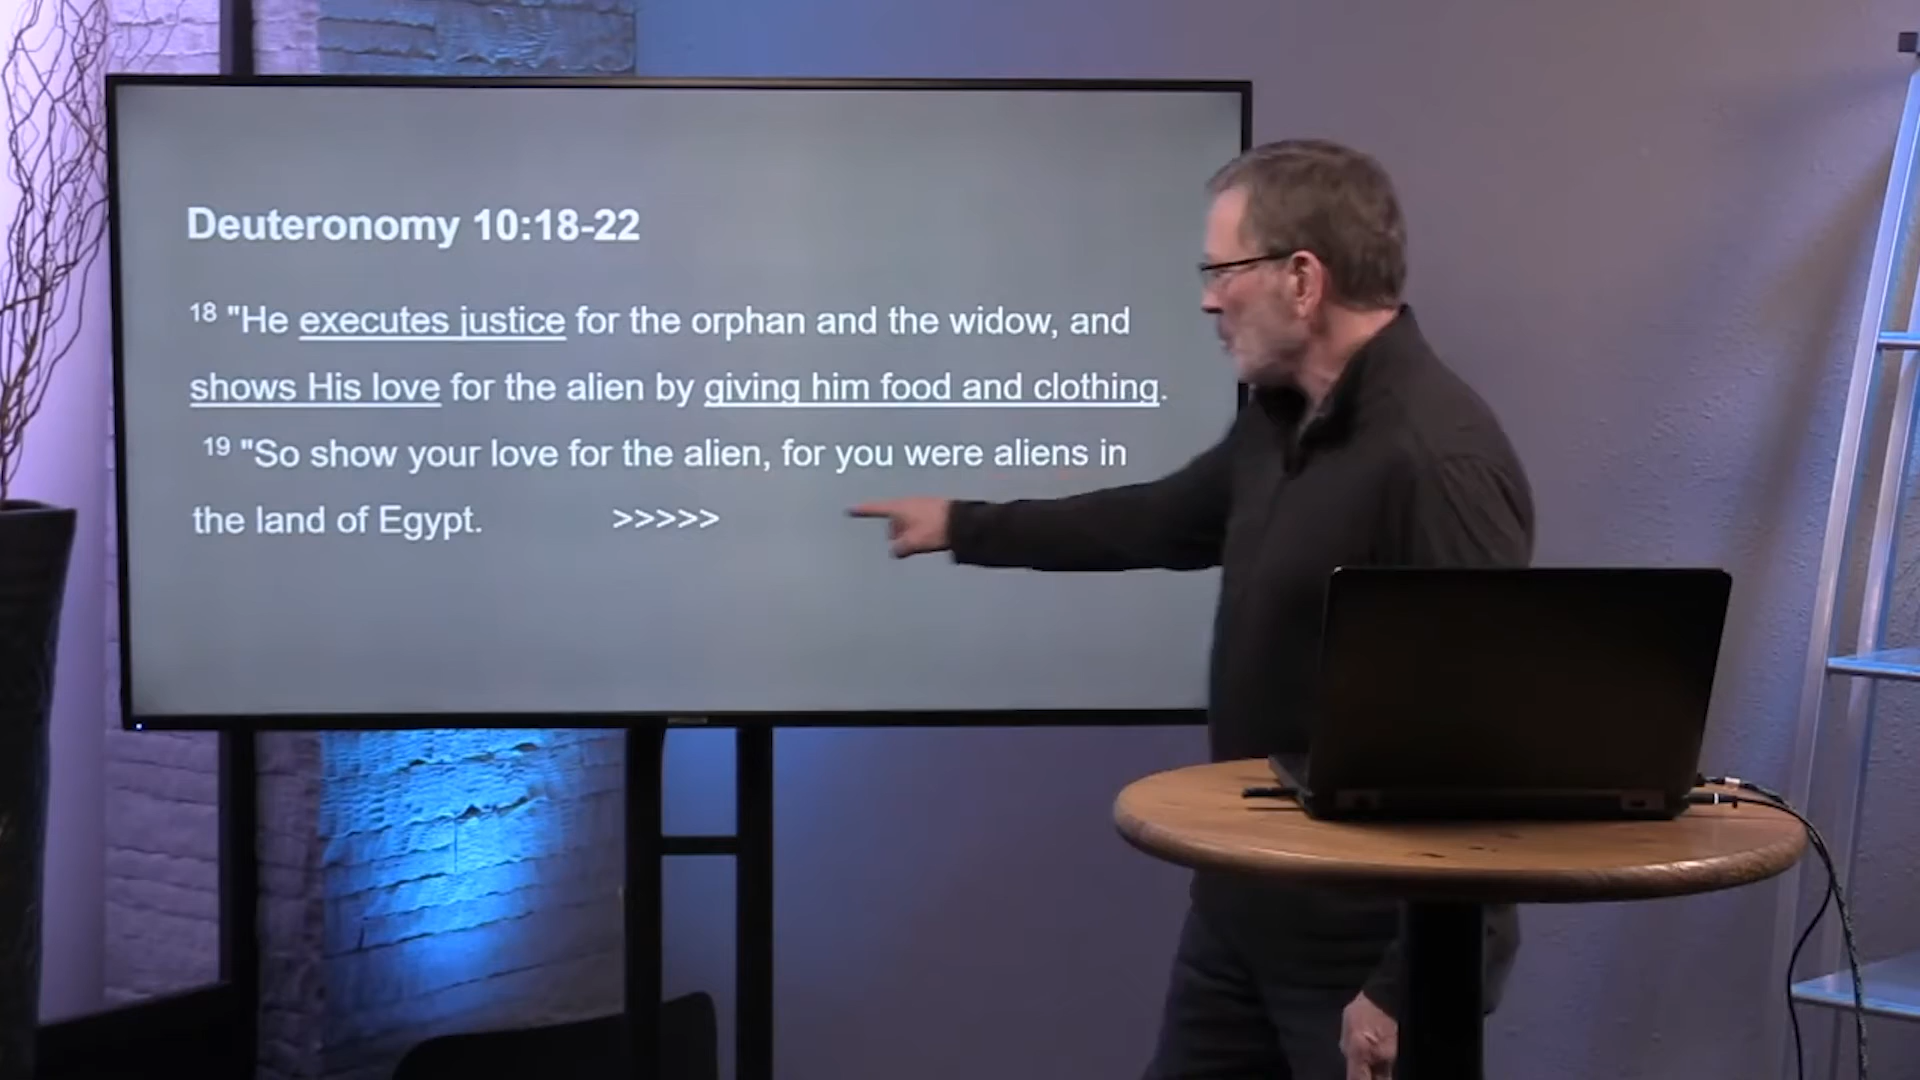 Deuteronomy 10:18-22
18 "He executes justice for the orphan and the widow, and
shows His love for the alien by giving him food and clothing.
19 "So show your love for the alien, for you were aliens in
the land of Egypt. >>>>>